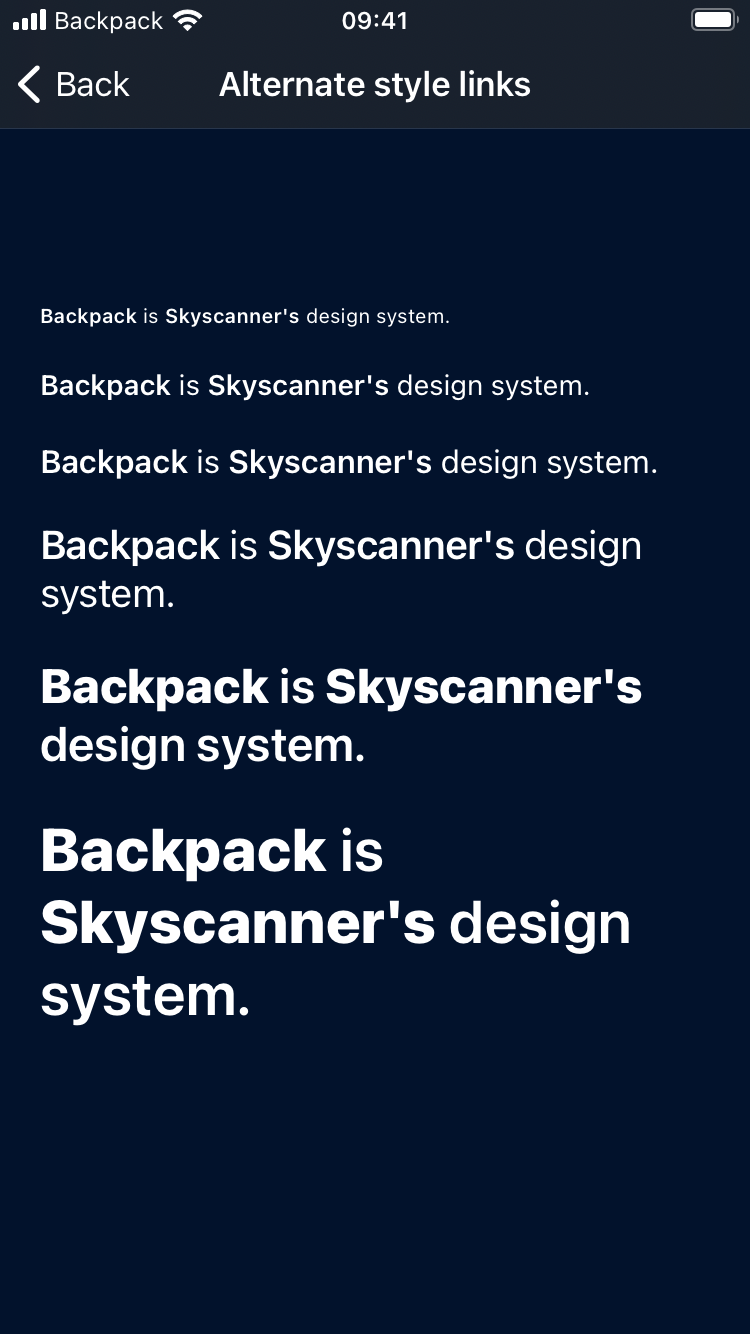 Backpack 09:41
Back Alternate style links
Backpack is Skyscanner's design system.
Backpack is Skyscanner's design system.
Backpack is Skyscanner's design system.
Backpack is Skyscanner's design
system.
Backpack is Skyscanner's
design system.
Backpack is
Skyscanner's design
system.